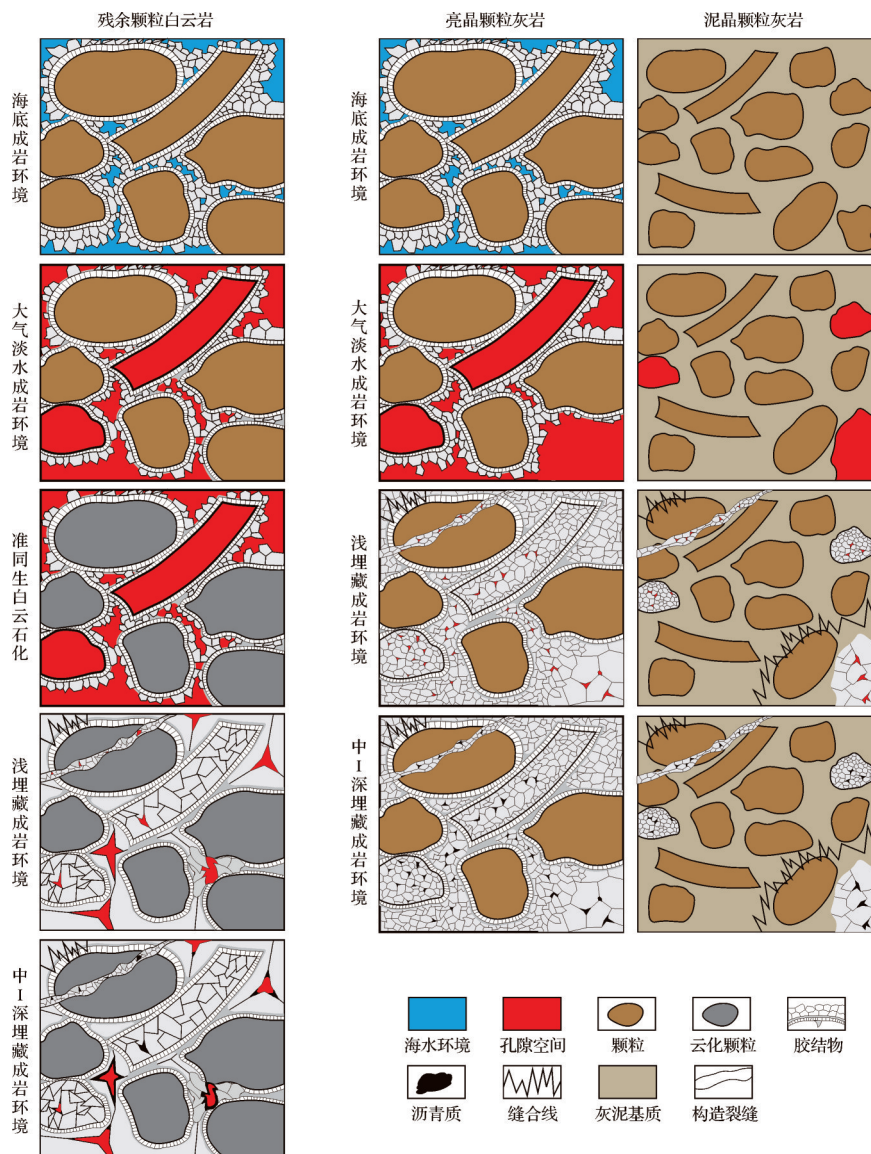 残余颗粒白云岩
亮晶颗粒灰岩
泥晶颗粒灰岩
海底成岩环境
海底成岩环境
大气淡水成岩环境
大气淡水成岩环境
准同生白云石化
浅埋藏成岩环境
浅埋藏成岩环境
中I深埋藏成岩环境
中I深埋藏成岩环境
海水环境
孔隙空间
颗粒
云化颗粒
胶结物
沥青质
缝合线
灰泥基质
构造裂缝